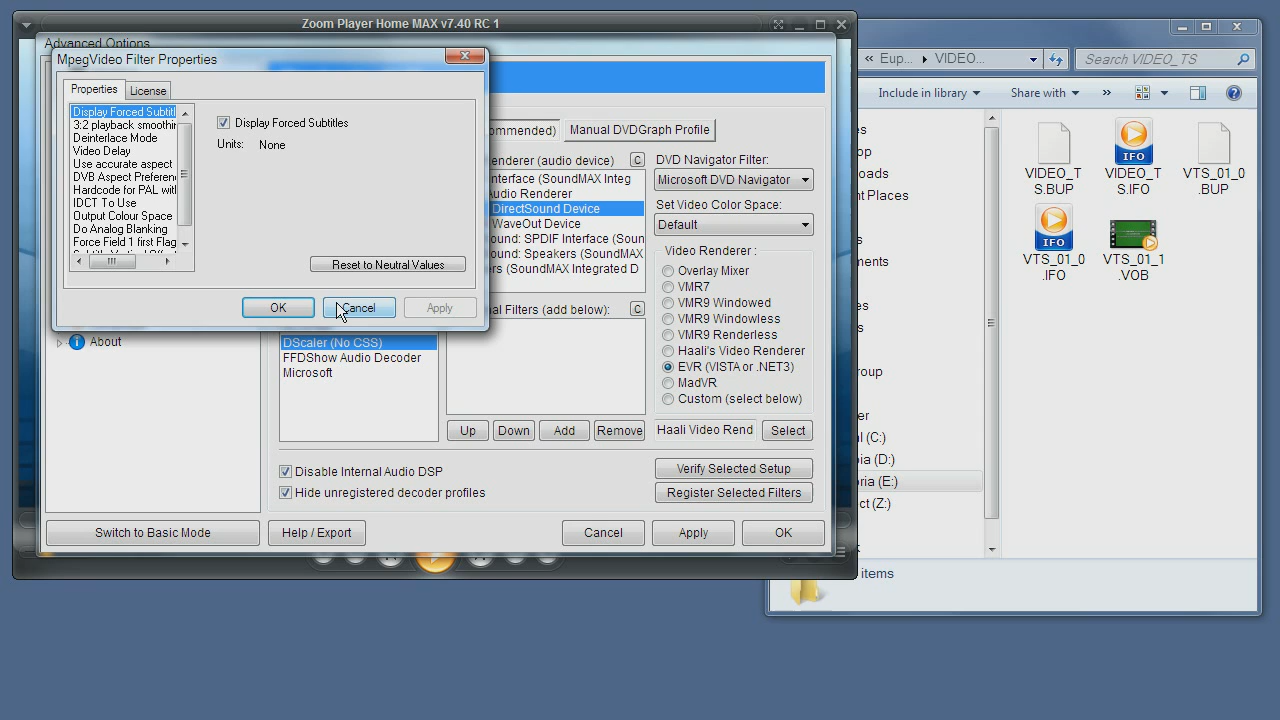 Zoom Player Home MAX v7.40 RC 1
Advanced Options
MpegVideo Filter Properties
Properties
License
Display Forced Subtitl
3:2 playback smoothin
Deinterlace Mode
Video Delay
Use accurate aspect
DVB Aspect Preferen
Hardcode for PAL with
IDCT To Use
Output Colour Space
Do Analog Blanking
Force Field 1 first Flag
Display Forced Subtitles
Units: None
Reset to Neutral Values
OK
Cancel
Apply
About
ommended)
Manual DVDGraph Profile
enderer (audio device)
C
nterface (SoundMAX Integ
udio Renderer
DirectSound Device
WaveOut Device
ound: SPDIF Interface (Soun
ound: Speakers (SoundMAX
ers (SoundMAX Integrated D
nal Filters (add below):
C
DScaler (No CSS)
FFDShow Audio Decoder
Microsoft
Up
Down
Add
Remove
DVD Navigator Filter:
Microsoft DVD Navigator
Set Video Color Space:
Default
Video Renderer:
Overlay Mixer
VMR7
VMR9 Windowed
VMR9 Windowless
VMR9 Renderless
Haali's Video Renderer
EVR (VISTA or .NET3)
MadVR
Custom (select below)
Haali Video Rend
Select
Disable Internal Audio DSP
Hide unregistered decoder profiles
Verify Selected Setup
Register Selected Filters
Switch to Basic Mode
Help / Export
Cancel
Apply
OK
« Eup... VIDEO...
Search VIDEO_TS
Include in library
Share with
»
es
op
loads
t Places
s
ments
es
e
roup
er
al (C:)
ria (D:)
oria (E:)
ct (Z:)
k
VIDEO_T
S.BUP
IFO
VIDEO_T
S.IFO
VTS_01_0
.BUP
IFO
VTS_01_0
.IFO
VTS_01_1
.VOB
items